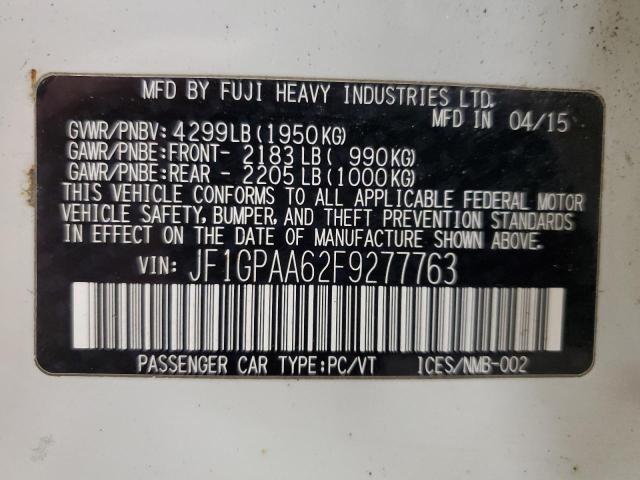 MFD BY FUJI HEAVY INDUSTRIES LTD.
MFD IN 04/15
GVWR/PNBV: 4299LB (1950KG)
GAWR/PNBE: FRONT- 2183 LB ( 990KG)
GAWR/PNBE: REAR - 2205 LB (1000KG)
THIS VEHICLE CONFORMS TO ALL APPLICABLE FEDERAL MOTOR
VEHICLE SAFETY, BUMPER, AND THEFT PREVENTION STANDARDS
IN EFFECT ON THE DATE OF MANUFACTURE SHOWN ABOVE.
VIN: JF1GPAA62F9277763
PASSENGER CAR TYPE: PC/VT 1CES/NMB-002